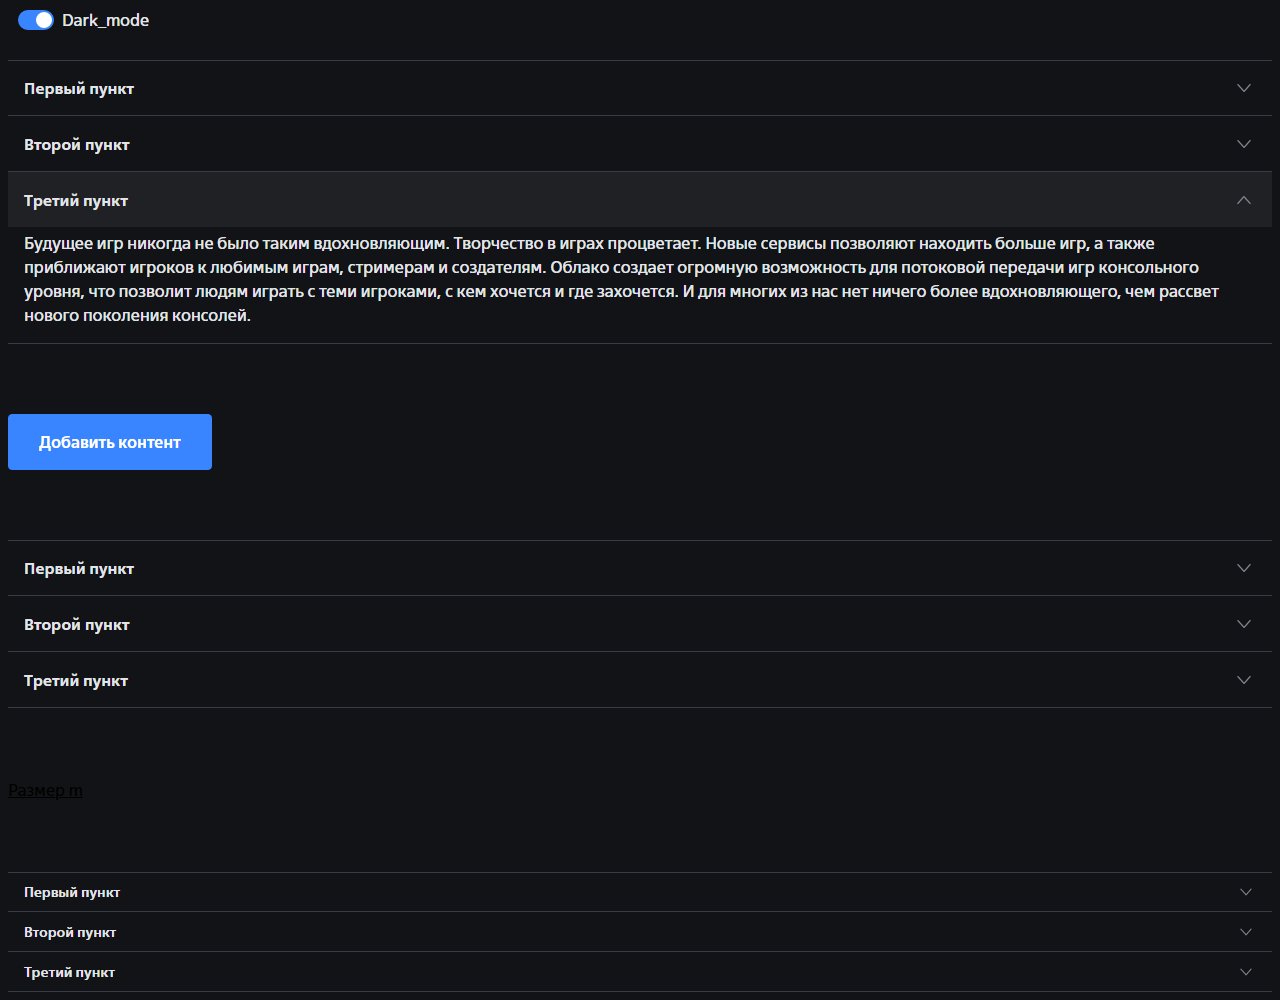 Dark_mode
Первый пункт
Второй пункт
Третий пункт
Будущее игр никогда не было таким вдохновляющим. Творчество в играх процветает. Новые сервисы позволяют находить больше игр, а также
приближают игроков к любимым играм, стримерам и создателям. Облако создает огромную возможность для потоковой передачи игр консольного
уровня, что позволит людям играть с теми игроками, с кем хочется и где захочется. И для многих из нас нет ничего более вдохновляющего, чем рассвет
нового поколения консолей.
Добавить контент
Первый пункт
Второй пункт
Третий пункт
Размер m
Первый пункт
Второй пункт
Третий пункт